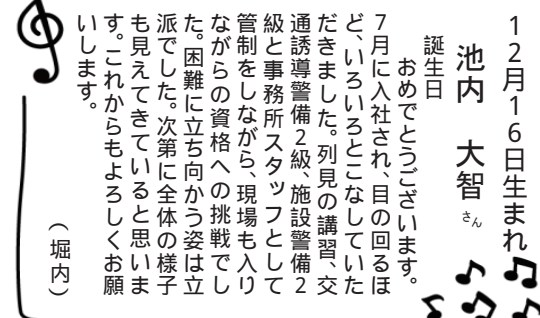 12月16日生まれ
池内　大智 さん
誕生日
おめでとうございます。
7月に入社され、目の回るほ
ど、いろいろとこなしていた
だきました。列見の講習、交
通誘導警備2級、施設警備2
級と事務所スタッフとして
管制をしながら、現場も入り
ながらの資格への挑戦でし
た。困難に立ち向かう姿は立
派でした。次第に全体の様子
も見えてきていると思いま
す。これからもよろしくお願
いします。
（堀内）